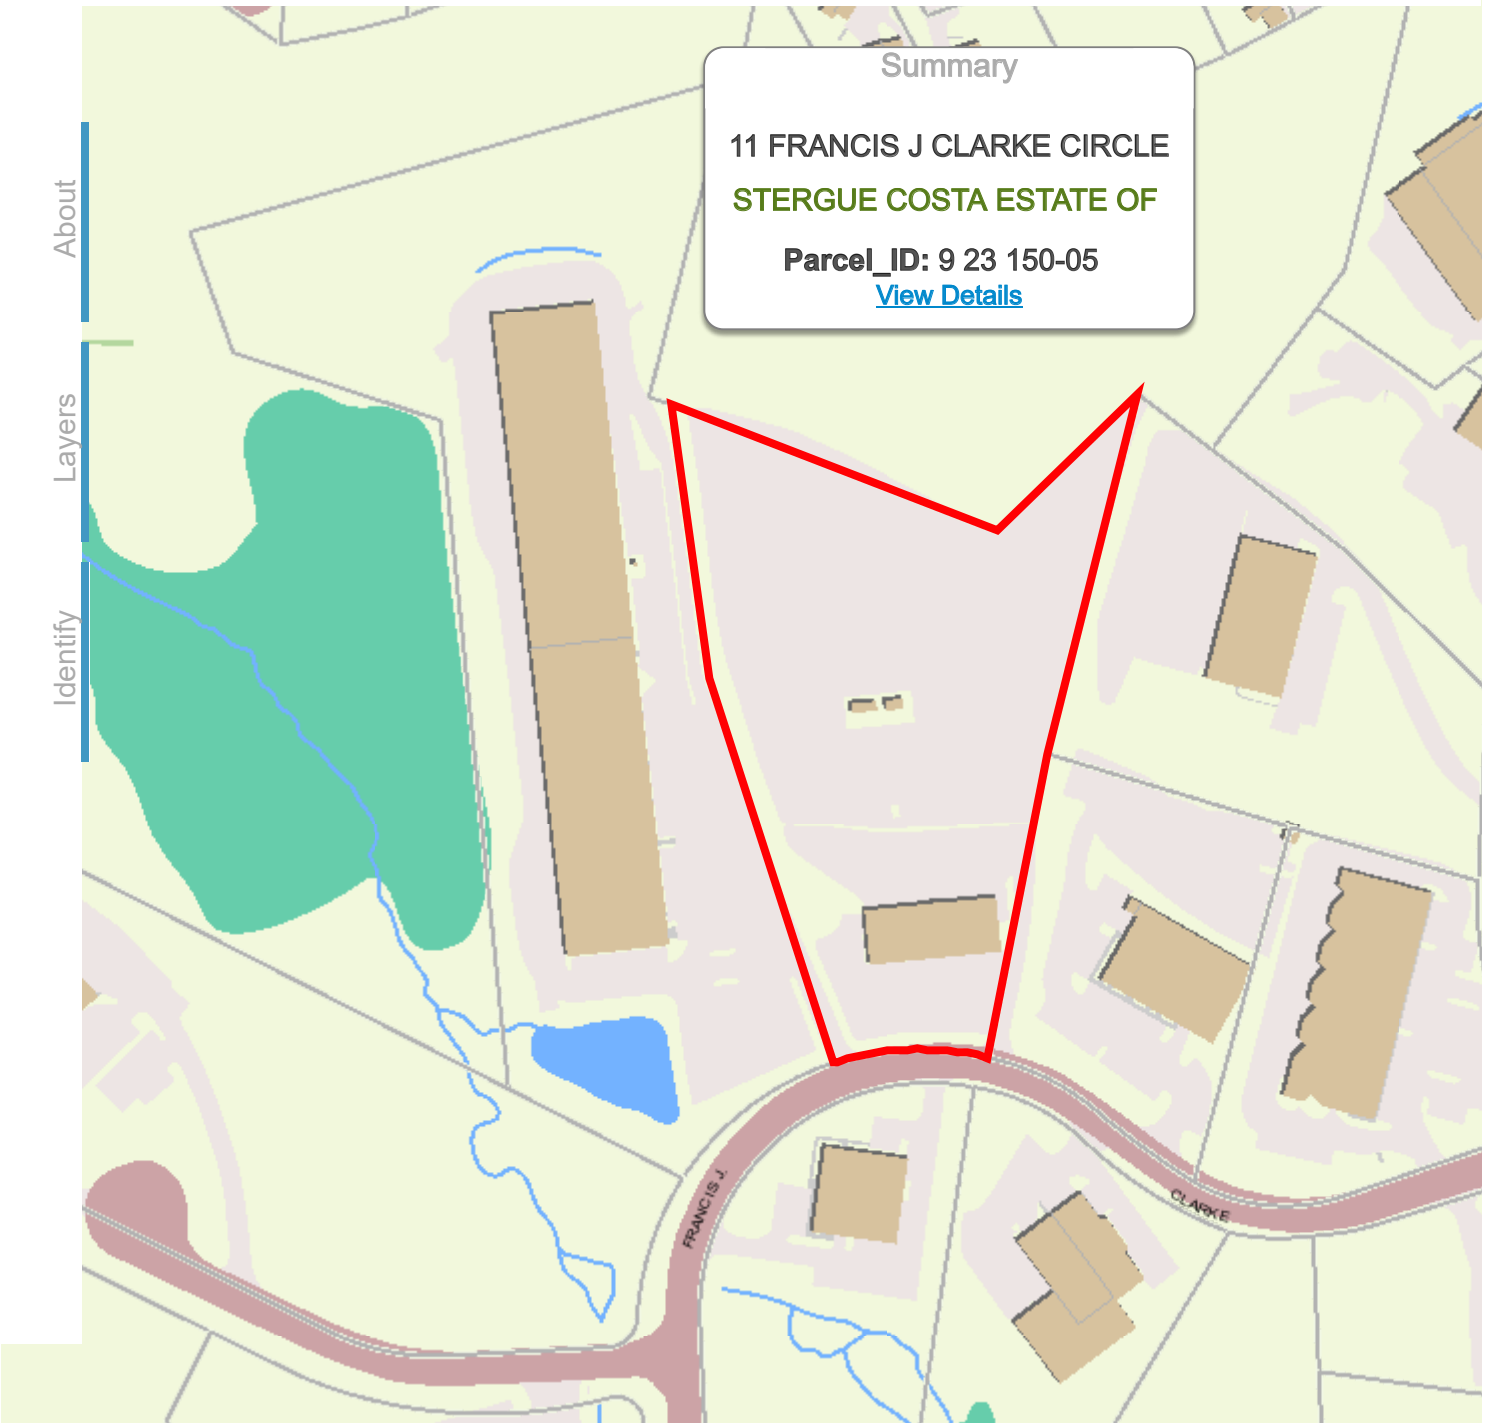 Summary
11 FRANCIS J CLARKE CIRCLE
STERGUE COSTA ESTATE OF
Parcel_ID: 9 23 150-05
View Details
About
Layers
Identify
FRANCIS J.
CLARKE